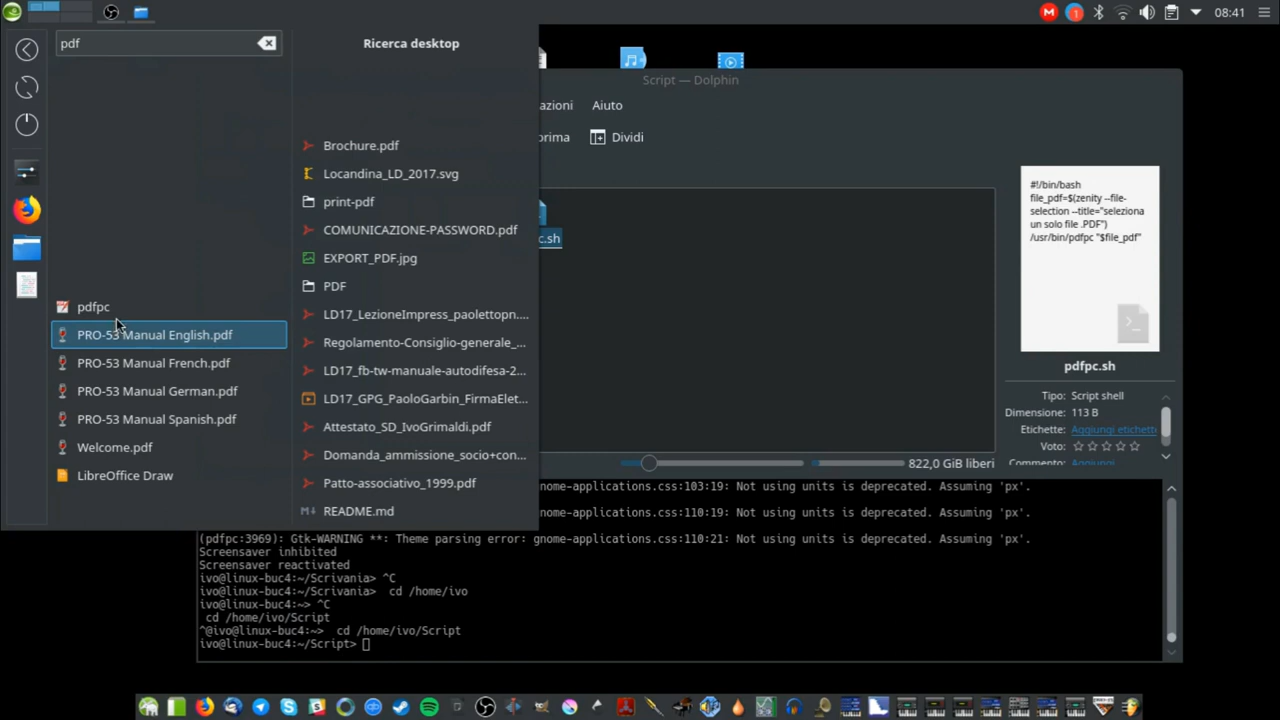 08:41
pdf
Ricerca desktop
pdfpc
PRO-53 Manual English.pdf
PRO-53 Manual French.pdf
PRO-53 Manual German.pdf
PRO-53 Manual Spanish.pdf
Welcome.pdf
LibreOffice Draw
Brochure.pdf
Locandina_LD_2017.svg
print-pdf
COMUNICAZIONE-PASSWORD.pdf
EXPORT_PDF.jpg
PDF
LD17_LezioneImpress_paolettopn....
Regolamento-Consiglio-generale_...
LD17_fb-tw-manuale-autodifesa-2...
LD17_GPG_PaoloGarbin_FirmaElet...
Attestato_SD_IvoGrimaldi.pdf
Domanda_ammissione_socio+con...
Patto-associativo_1999.pdf
README.md
Script — Dolphin
azioni Aiuto
orima Dividi
c.sh
#!/bin/bash
file_pdf=$(zenity --file-
selection --title="seleziona
un solo file .PDF")
/usr/bin/pdfpc "$file_pdf"
pdfpc.sh
Tipo: Script shell
Dimensione: 113 B
Etichette: Aggiungi etichette
Voto:
Commento: Aggiungi
822,0 GiB liberi
gnome-applications.css:103:19: Not using units is deprecated. Assuming 'px'.
gnome-applications.css:110:19: Not using units is deprecated. Assuming 'px'.
(pdfpc:3969): Gtk-WARNING **: Theme parsing error: gnome-applications.css:110:21: Not using units is deprecated. Assuming 'px'.
Screensaver inhibited
Screensaver reactivated
ivo@linux-buc4:~/Scrivania> ^C
ivo@linux-buc4:~/Scrivania>  cd /home/ivo
ivo@linux-buc4:~> ^C
 cd /home/ivo/Script
^@ivo@linux-buc4:~>  cd /home/ivo/Script
ivo@linux-buc4:~/Script>